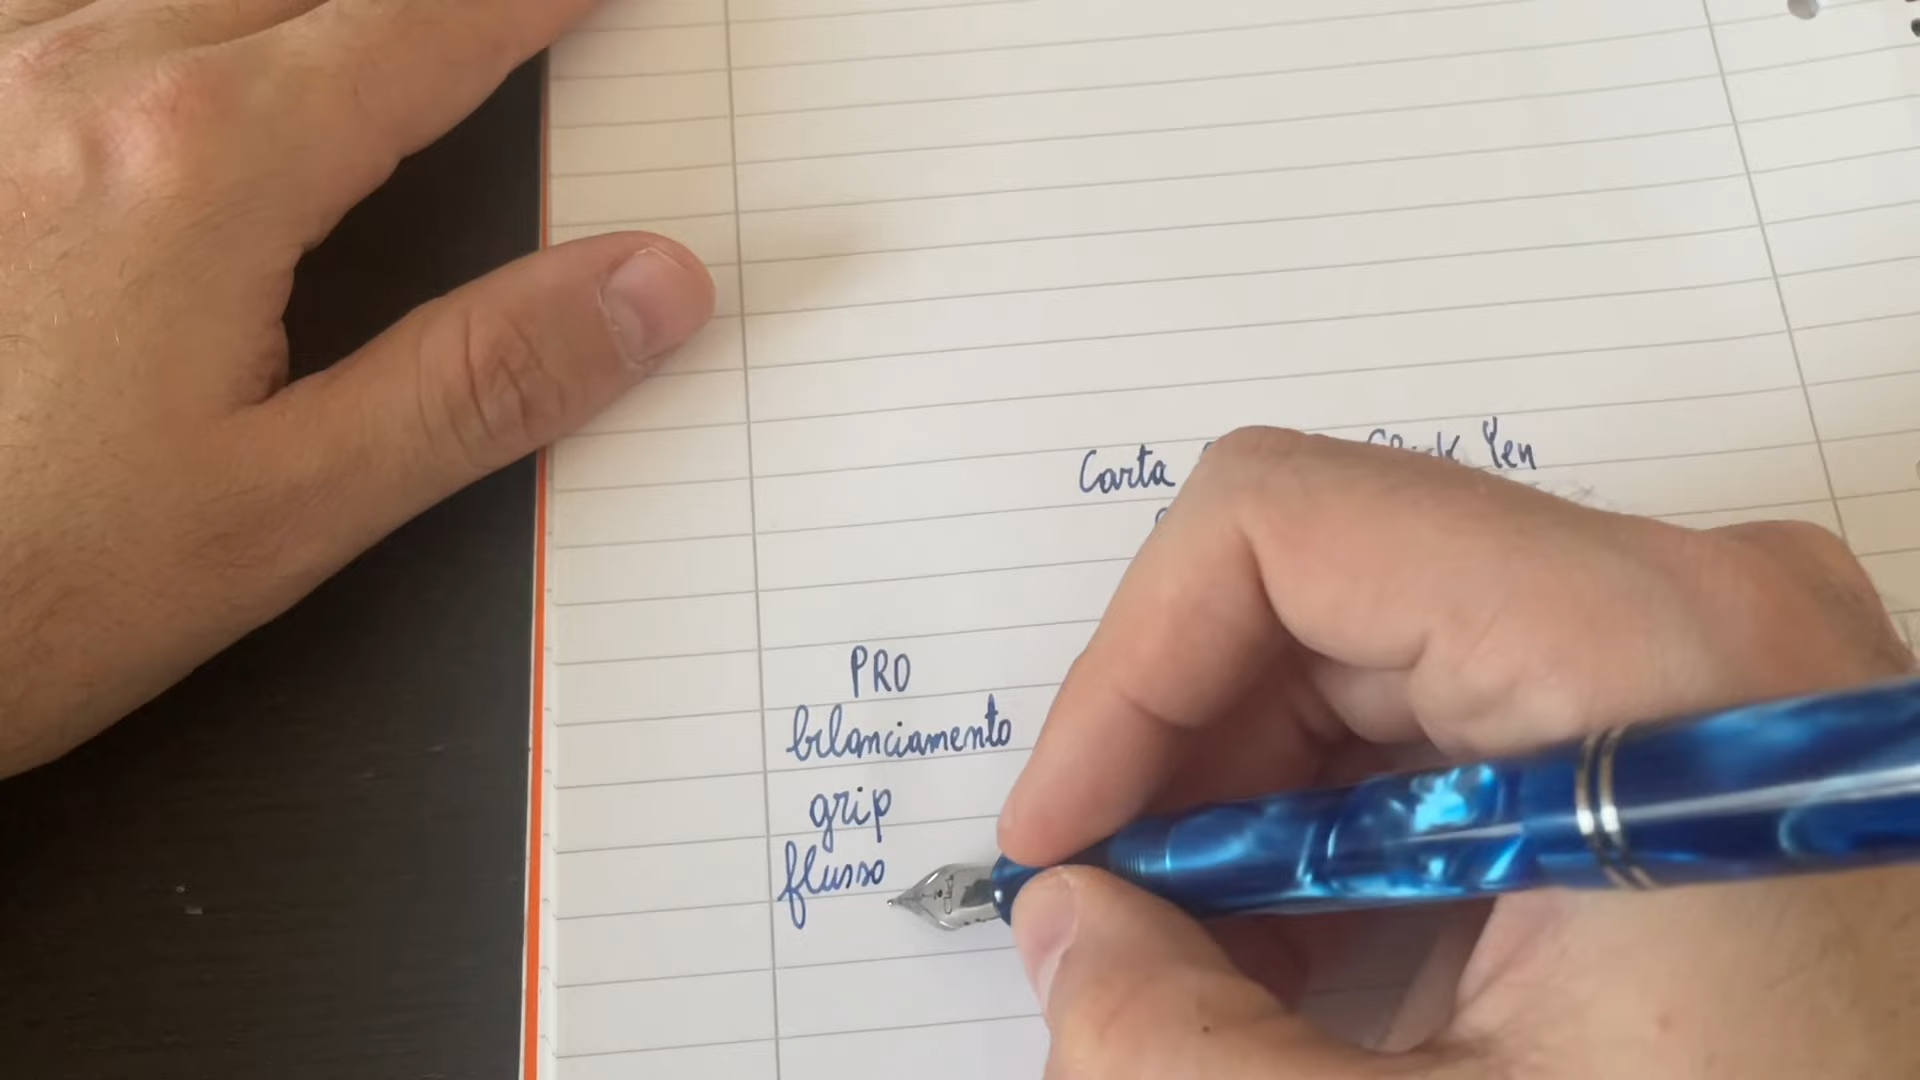 Carta Yen
PRO
bilanciamento
grip
flusso